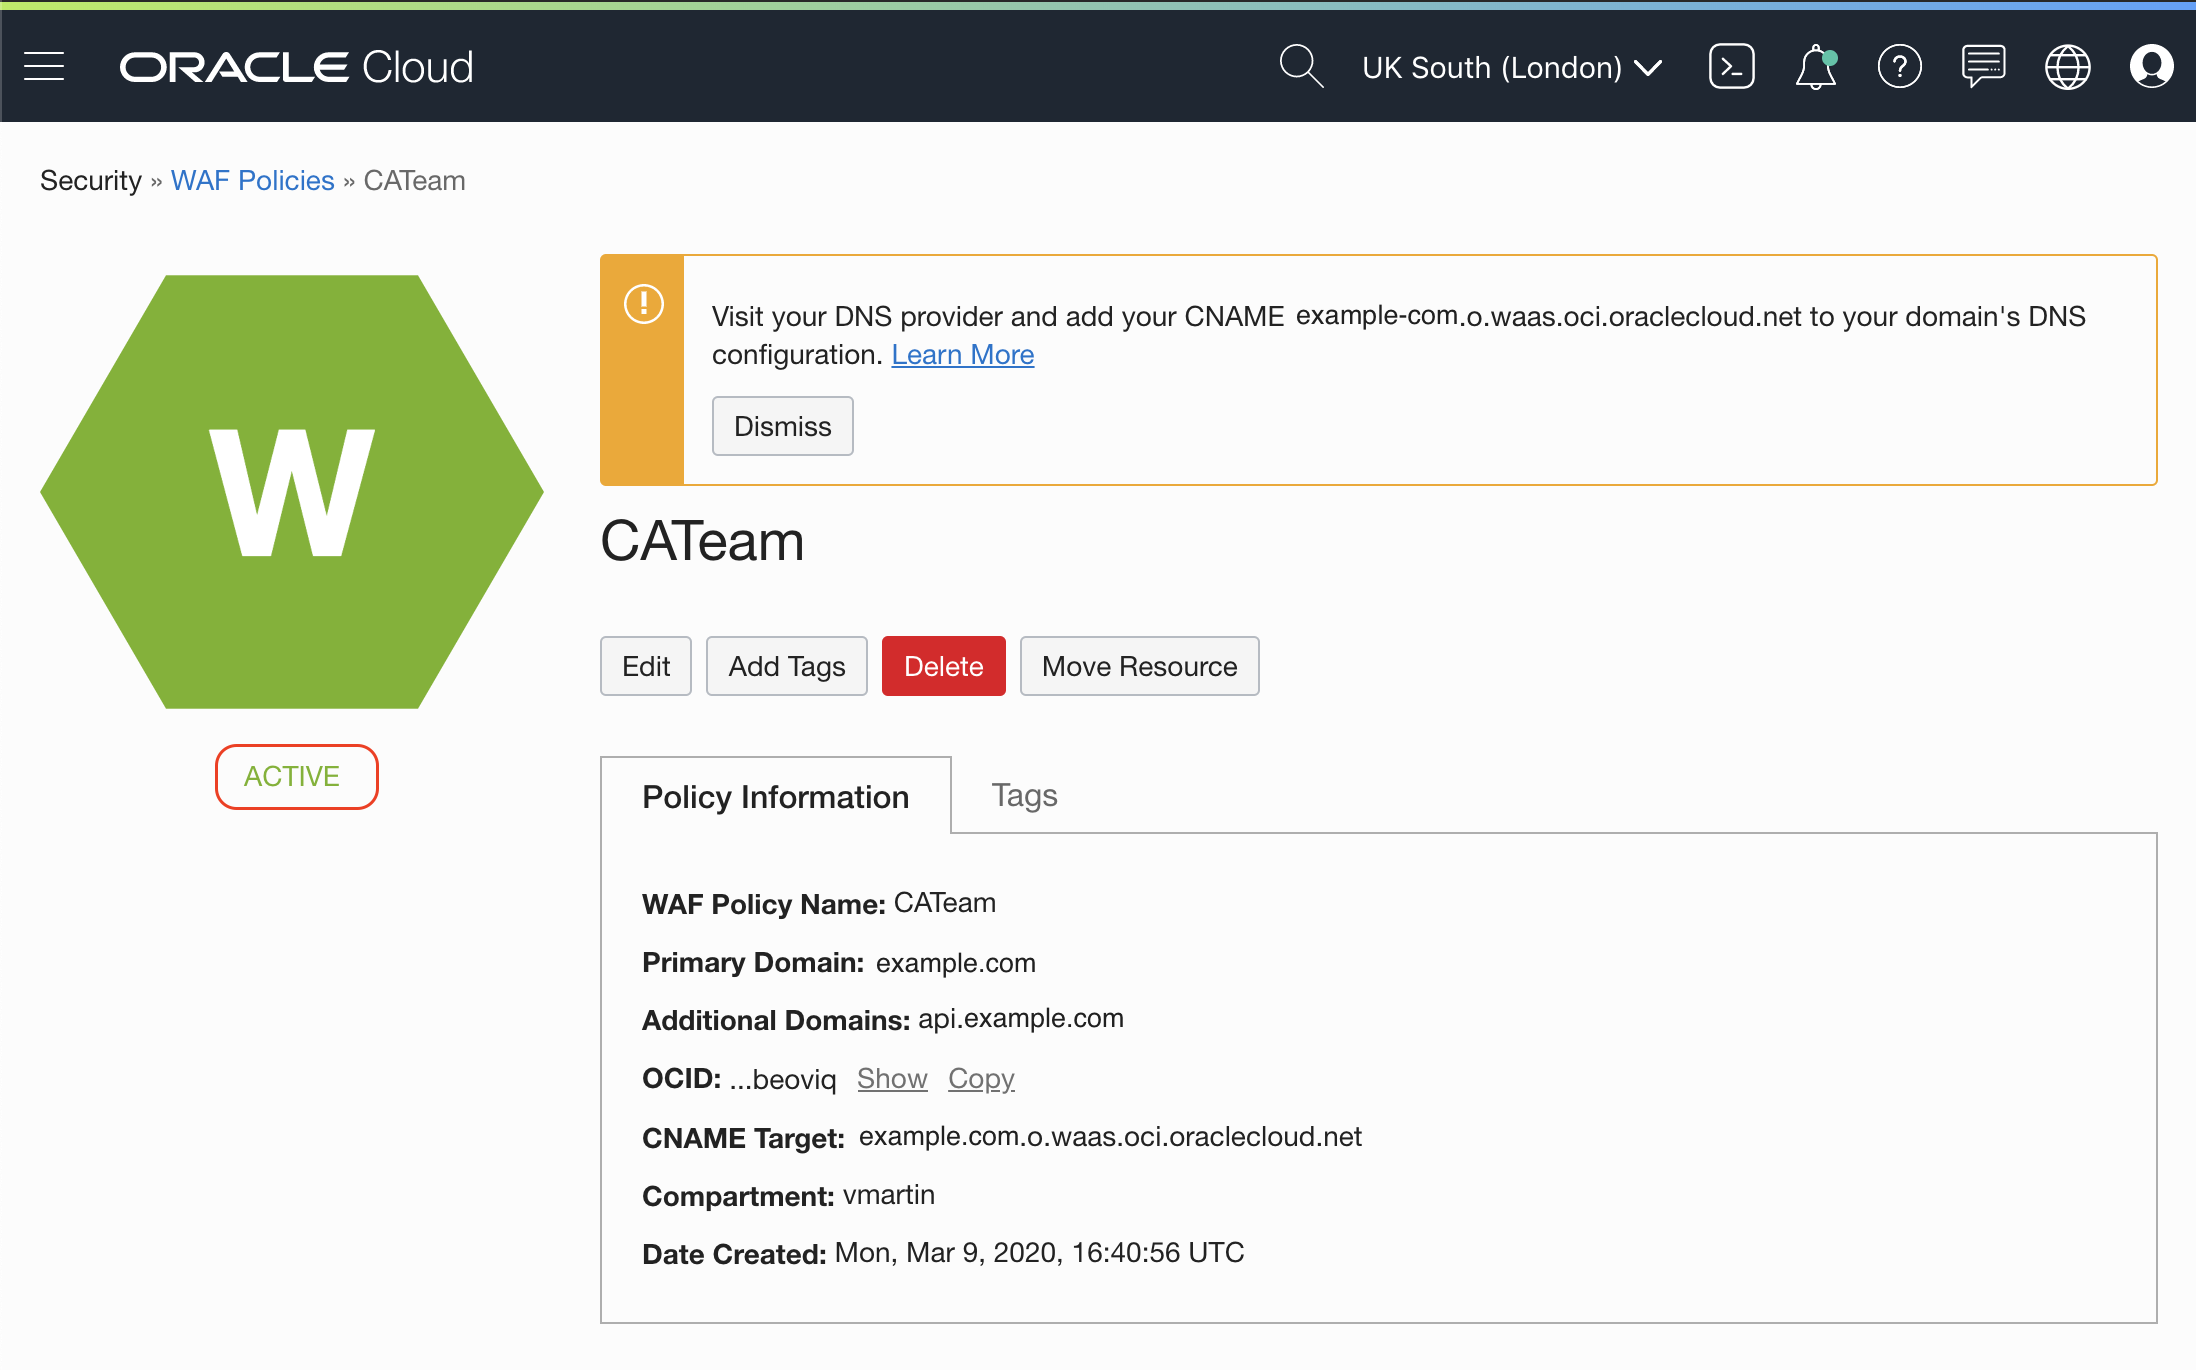 ORACLE Cloud
UK South (London)
Security » WAF Policies » CATeam
Visit your DNS provider and add your CNAME example-com.o.waas.oci.oraclecloud.net to your domain's DNS
configuration. Learn More
Dismiss
W
ACTIVE
CATeam
Edit
Add Tags
Delete
Move Resource
Policy Information
Tags
WAF Policy Name: CATeam
Primary Domain: example.com
Additional Domains: api.example.com
OCID: ...beoviq Show Copy
CNAME Target: example.com.o.waas.oci.oraclecloud.net
Compartment: vmartin
Date Created: Mon, Mar 9, 2020, 16:40:56 UTC